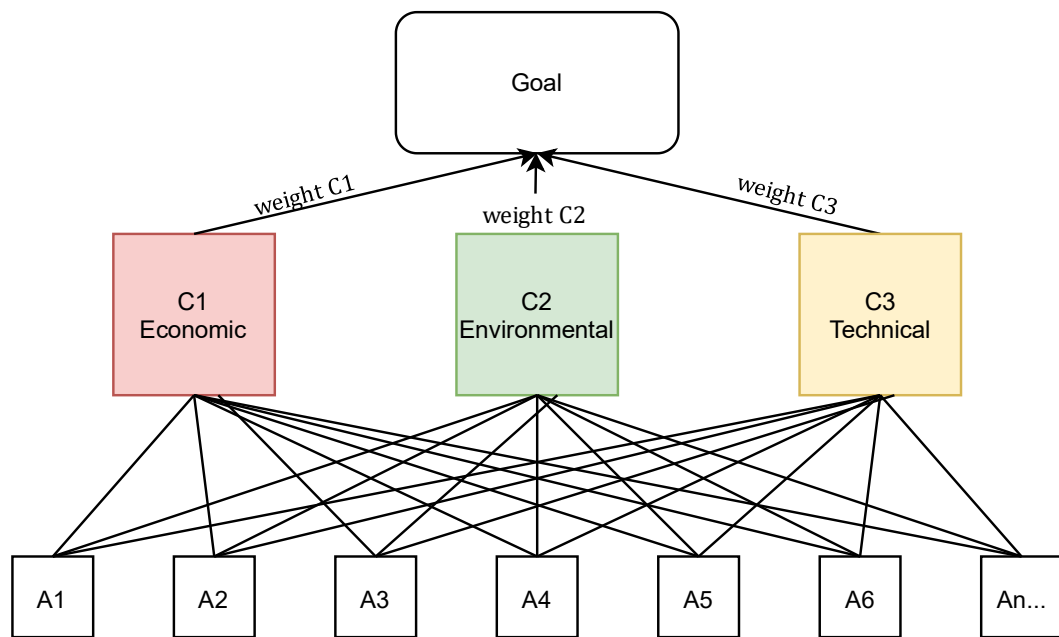 Goal
weight C1
weight C2
weight C3
C1
Economic
C2
Environmental
C3
Technical
A1
A2
A3
A4
A5
A6
An...